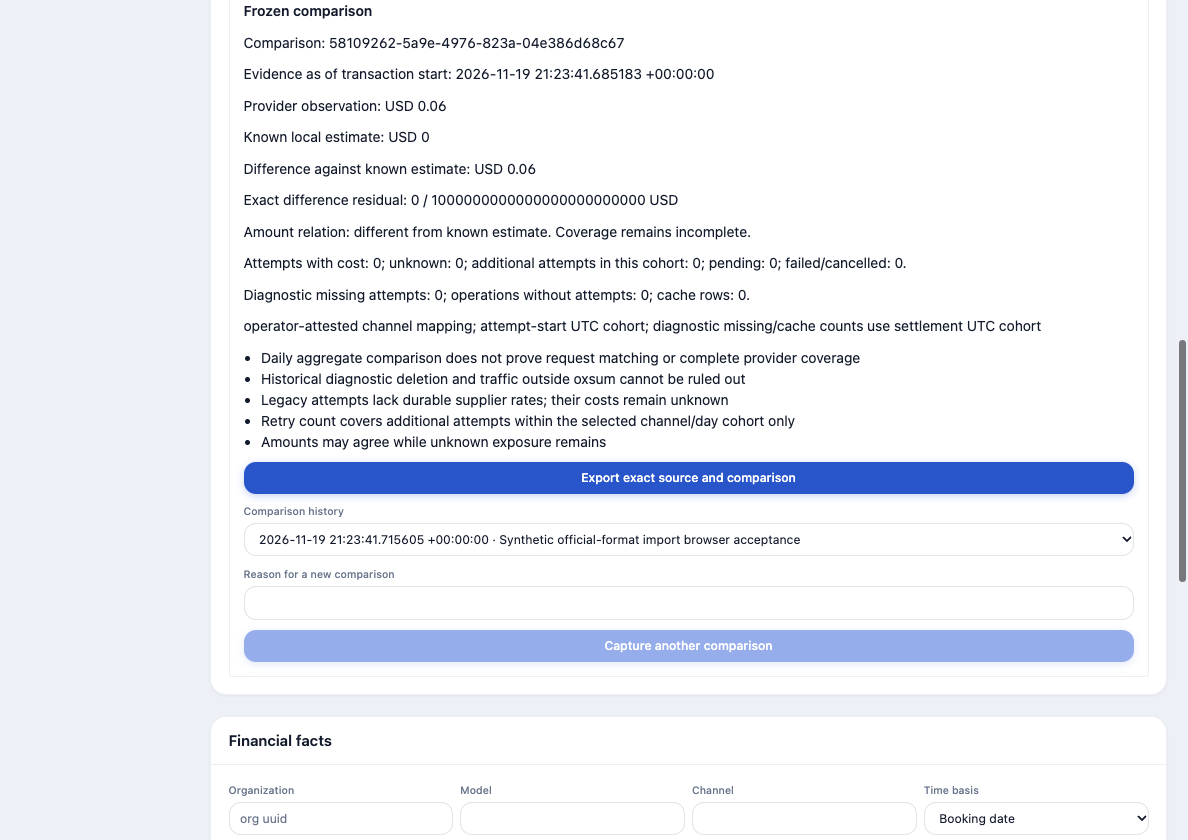 Frozen comparison
Comparison: 58109262-5a9e-4976-823a-04e386d68c67
Evidence as of transaction start: 2026-11-19 21:23:41.685183 +00:00:00
Provider observation: USD 0.06
Known local estimate: USD 0
Difference against known estimate: USD 0.06
Exact difference residual: 0 / 1000000000000000000000000 USD
Amount relation: different from known estimate. Coverage remains incomplete.
Attempts with cost: 0; unknown: 0; additional attempts in this cohort: 0; pending: 0; failed/cancelled: 0.
Diagnostic missing attempts: 0; operations without attempts: 0; cache rows: 0.
operator-attested channel mapping; attempt-start UTC cohort; diagnostic missing/cache counts use settlement UTC cohort
• Daily aggregate comparison does not prove request matching or complete provider coverage
• Historical diagnostic deletion and traffic outside oxsum cannot be ruled out
• Legacy attempts lack durable supplier rates; their costs remain unknown
• Retry count covers additional attempts within the selected channel/day cohort only
• Amounts may agree while unknown exposure remains
Export exact source and comparison
Comparison history
2026-11-19 21:23:41.715605 +00:00:00 · Synthetic official-format import browser acceptance
Reason for a new comparison
Capture another comparison
Financial facts
Organization Model Channel Time basis
org uuid Booking date